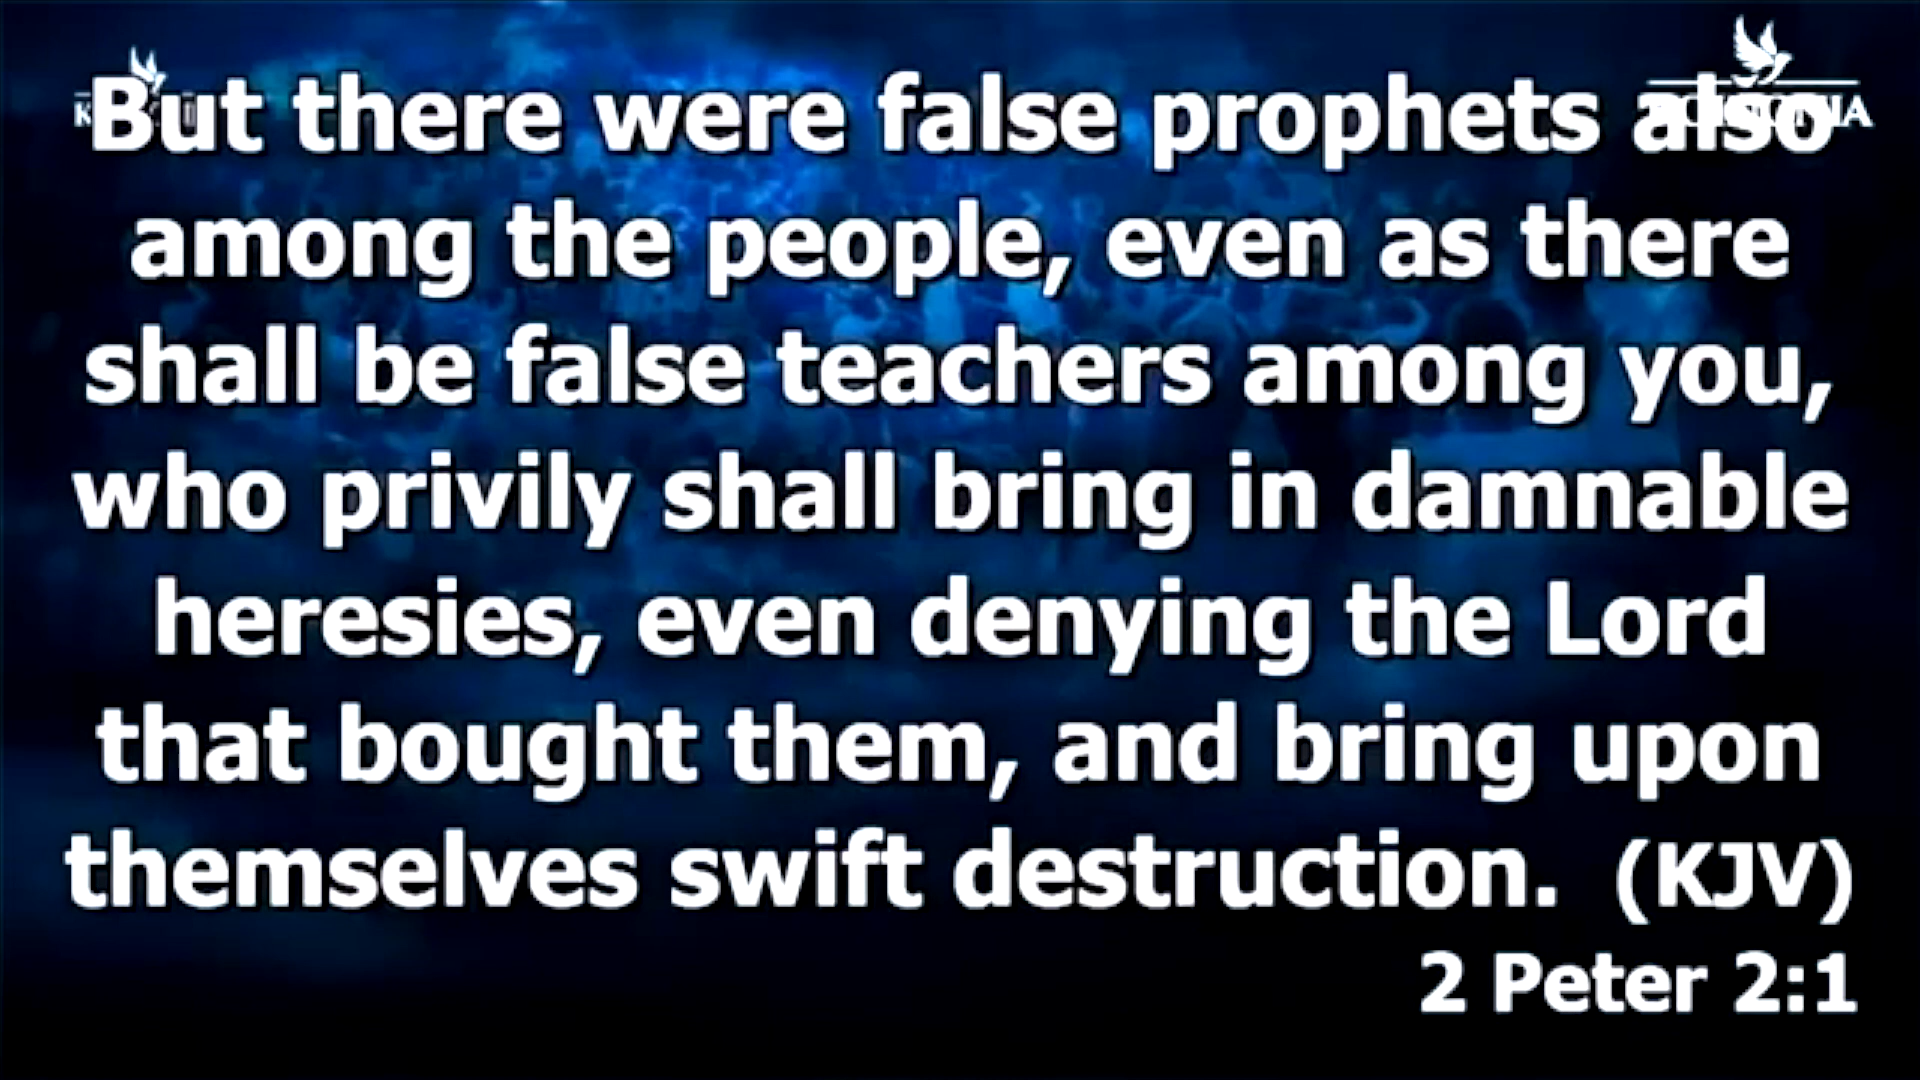 But there were false prophets also
among the people, even as there
shall be false teachers among you,
who privily shall bring in damnable
heresies, even denying the Lord
that bought them, and bring upon
themselves swift destruction. (KJV)
2 Peter 2:1